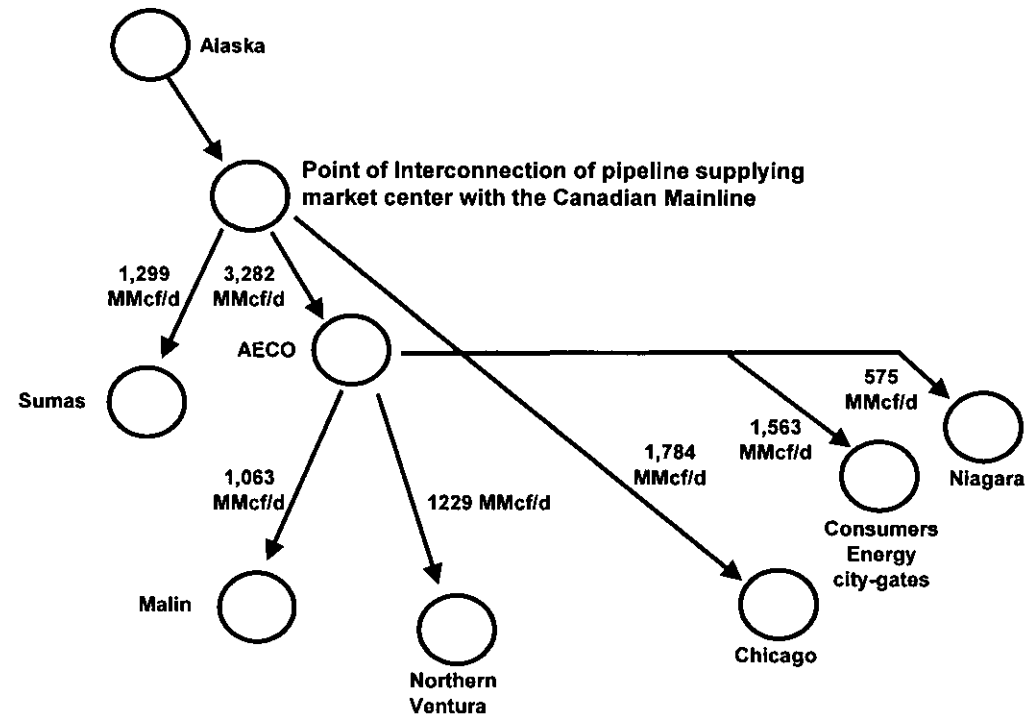 Alaska
Point of Interconnection of pipeline supplying
market center with the Canadian Mainline
1,299
MMcf/d
3,282
MMcf/d
AECO
Sumas
575
MMcf/d
1,563
MMcf/d
Niagara
1,784
MMcf/d
1,063
MMcf/d
1229 MMcf/d
Consumers
Energy
city-gates
Malin
Chicago
Northern
Ventura